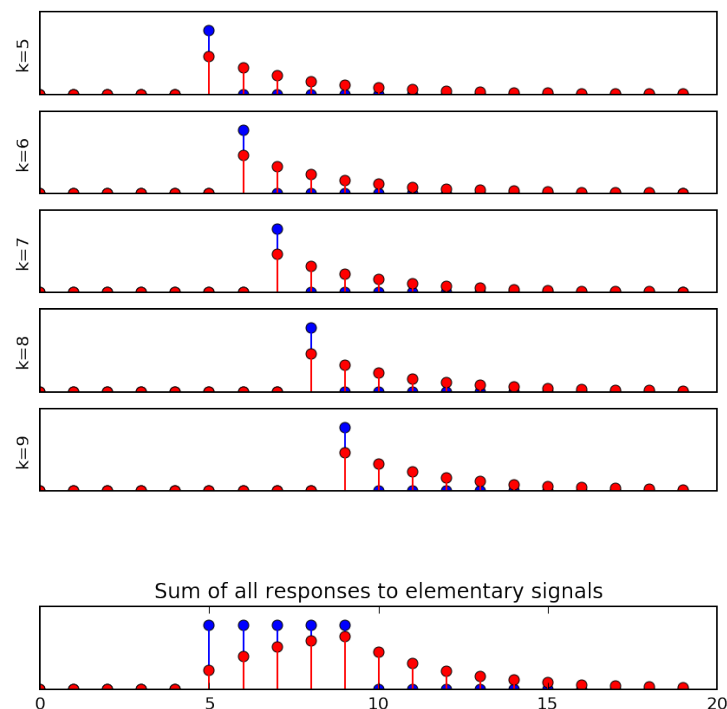 k=5
k=6
k=7
k=8
k=9
Sum of all responses to elementary signals
0 5 10 15 20